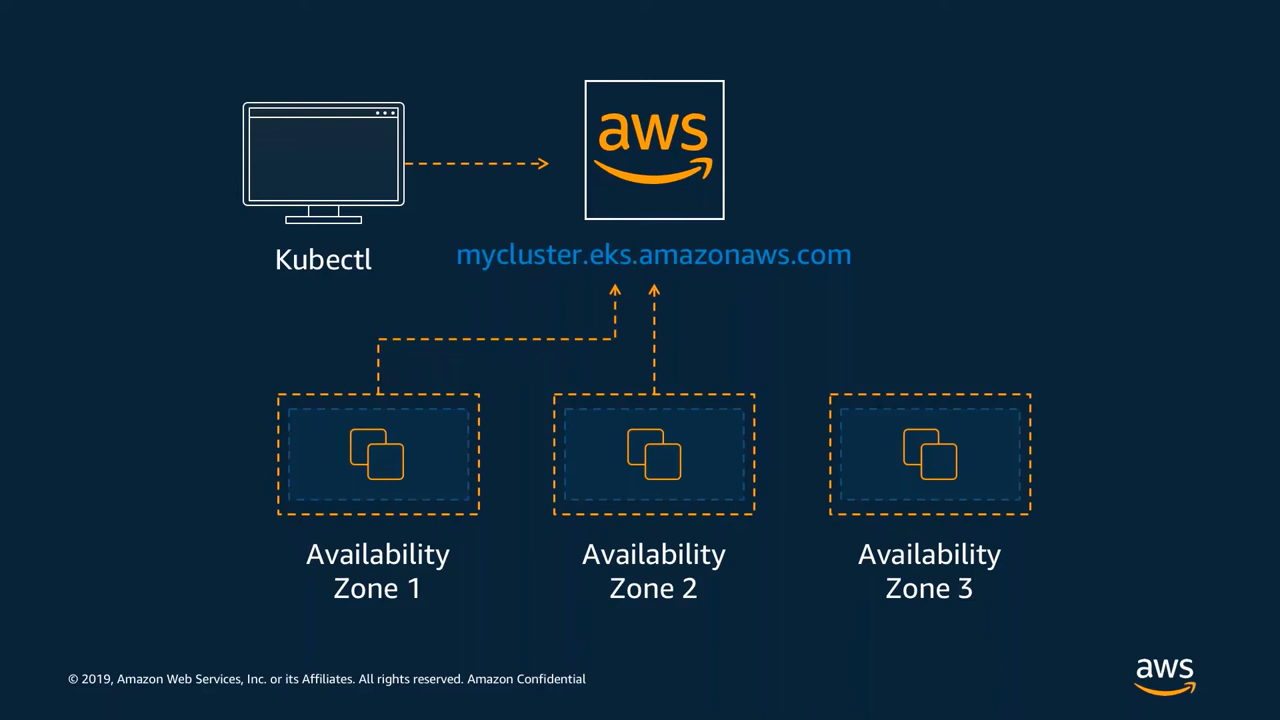 aws
Kubectl
mycluster.eks.amazonaws.com
Availability
Zone 1
Availability
Zone 2
Availability
Zone 3
© 2019, Amazon Web Services, Inc. or its Affiliates. All rights reserved. Amazon Confidential
aws